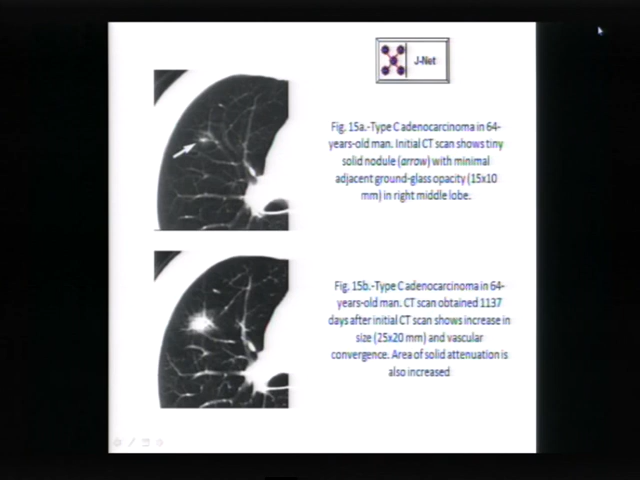 J-Net
Fig. 15a.-Type C adenocarcinoma in 64-
years-old man. Initial CT scan shows tiny
solid nodule (arrow) with minimal
adjacent ground-glass opacity (15x10
mm) in right middle lobe.
Fig. 15b.-Type C adenocarcinoma in 64-
years-old man. CT scan obtained 1137
days after initial CT scan shows increase in
size (25x20 mm) and vascular
convergence. Area of solid attenuation is
also increased